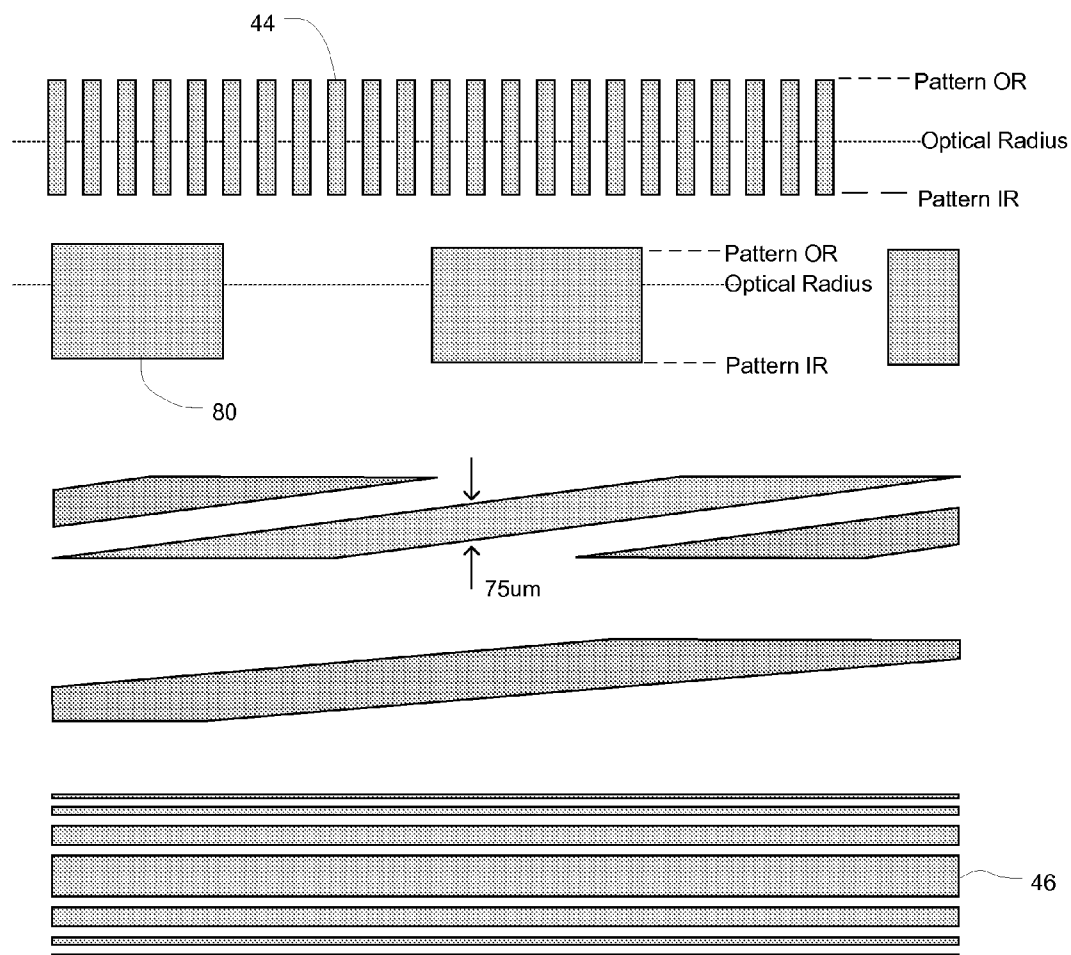 44
Pattern OR
Optical Radius
Pattern IR
Pattern OR
Optical Radius
Pattern IR
80
75um
46